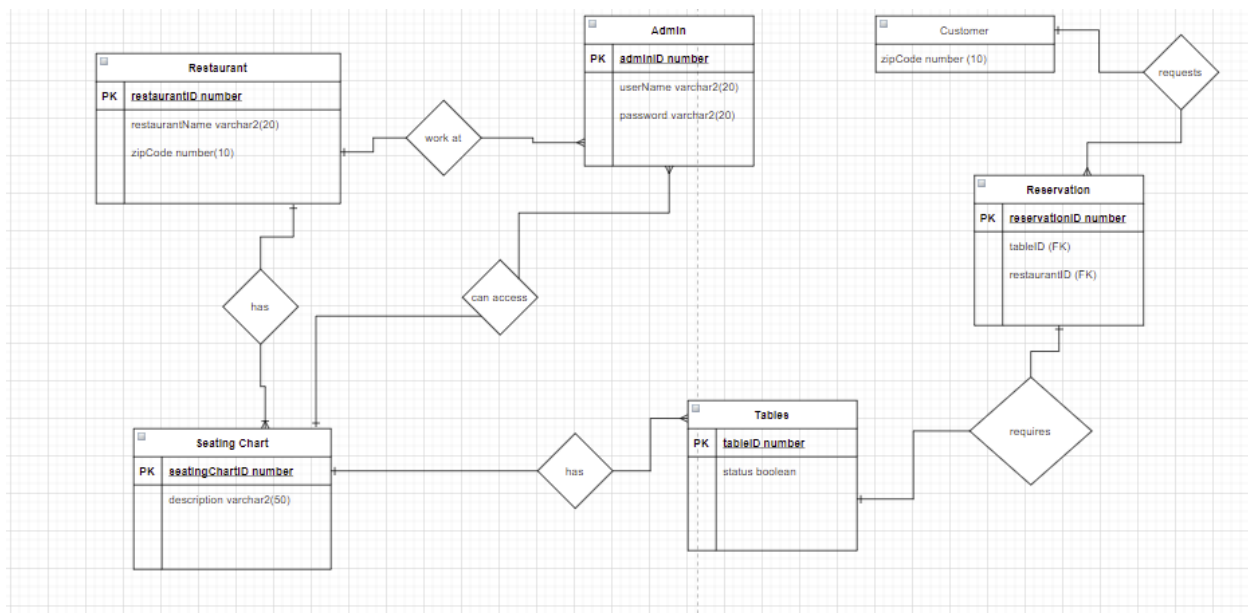 Restaurant
PK restaurantID number
restaurantName varchar2(20)
zipCode number(10)
work at
Admin
PK adminID number
userName varchar2(20)
password varchar2(20)
Customer
zipCode number (10)
requests
Reservation
PK reservationID number
tableID (FK)
restaurantID (FK)
has
can access
Seating Chart
PK seatingChartID number
description varchar2(50)
has
Tables
PK tableID number
status boolean
requires